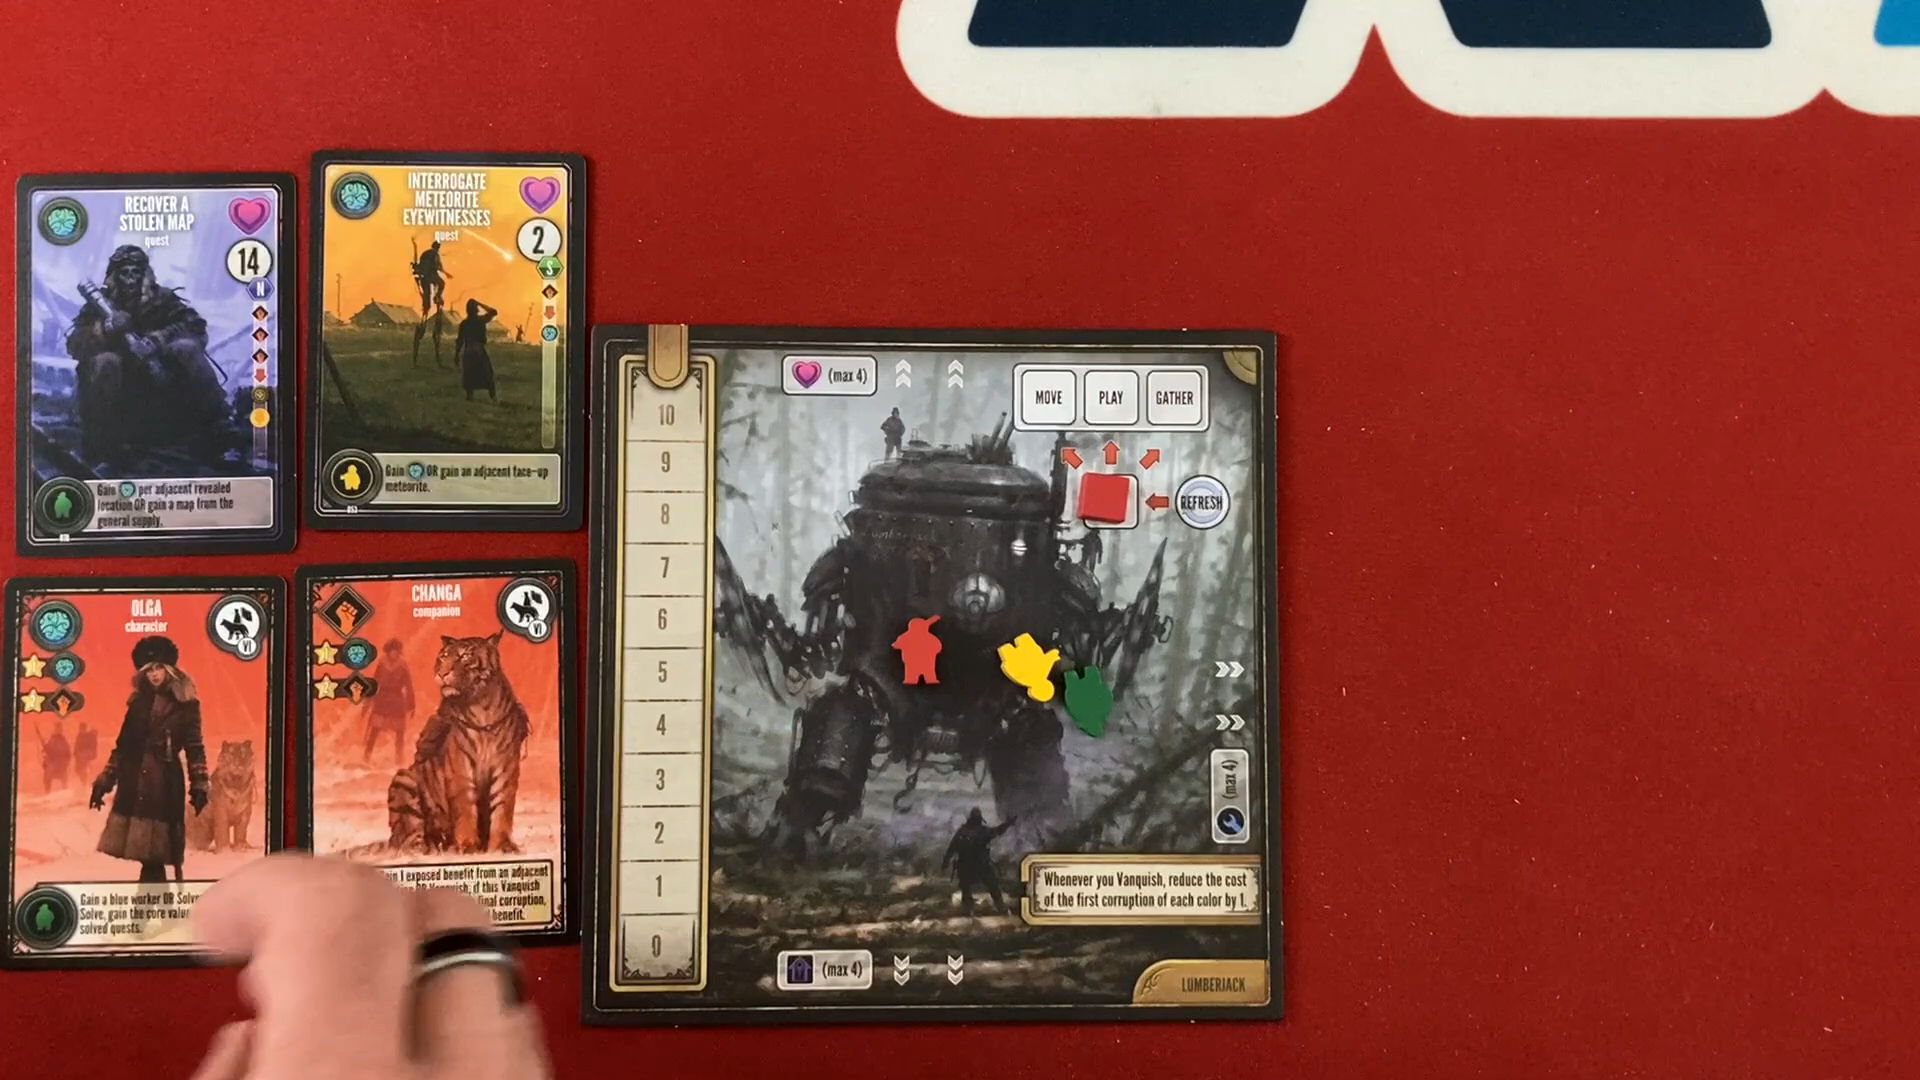 RECOVER A
STOLEN MAP
quest
14
N
Gain per adjacent revealed
location OR gain a map from the
general supply.
INTERROGATE
METEORITE
EYEWITNESSES
quest
2
S
Gain OR gain an adjacent face-up
meteorite.
053
OLGA
character
VI
1
2
Gain a blue worker OR
Solve, gain the core
solved quests.
CHANGA
companion
VI
1
2
1 exposed benefit from an adjacent
OR Vanquish, if this Vanquish
final corruption,
benefit.
10
9
8
7
6
5
4
3
2
1
0
(max 4)
MOVE
PLAY
GATHER
REFRESH
(max 4)
Whenever you Vanquish, reduce the cost
of the first corruption of each color by 1.
(max 4)
LUMBERJACK